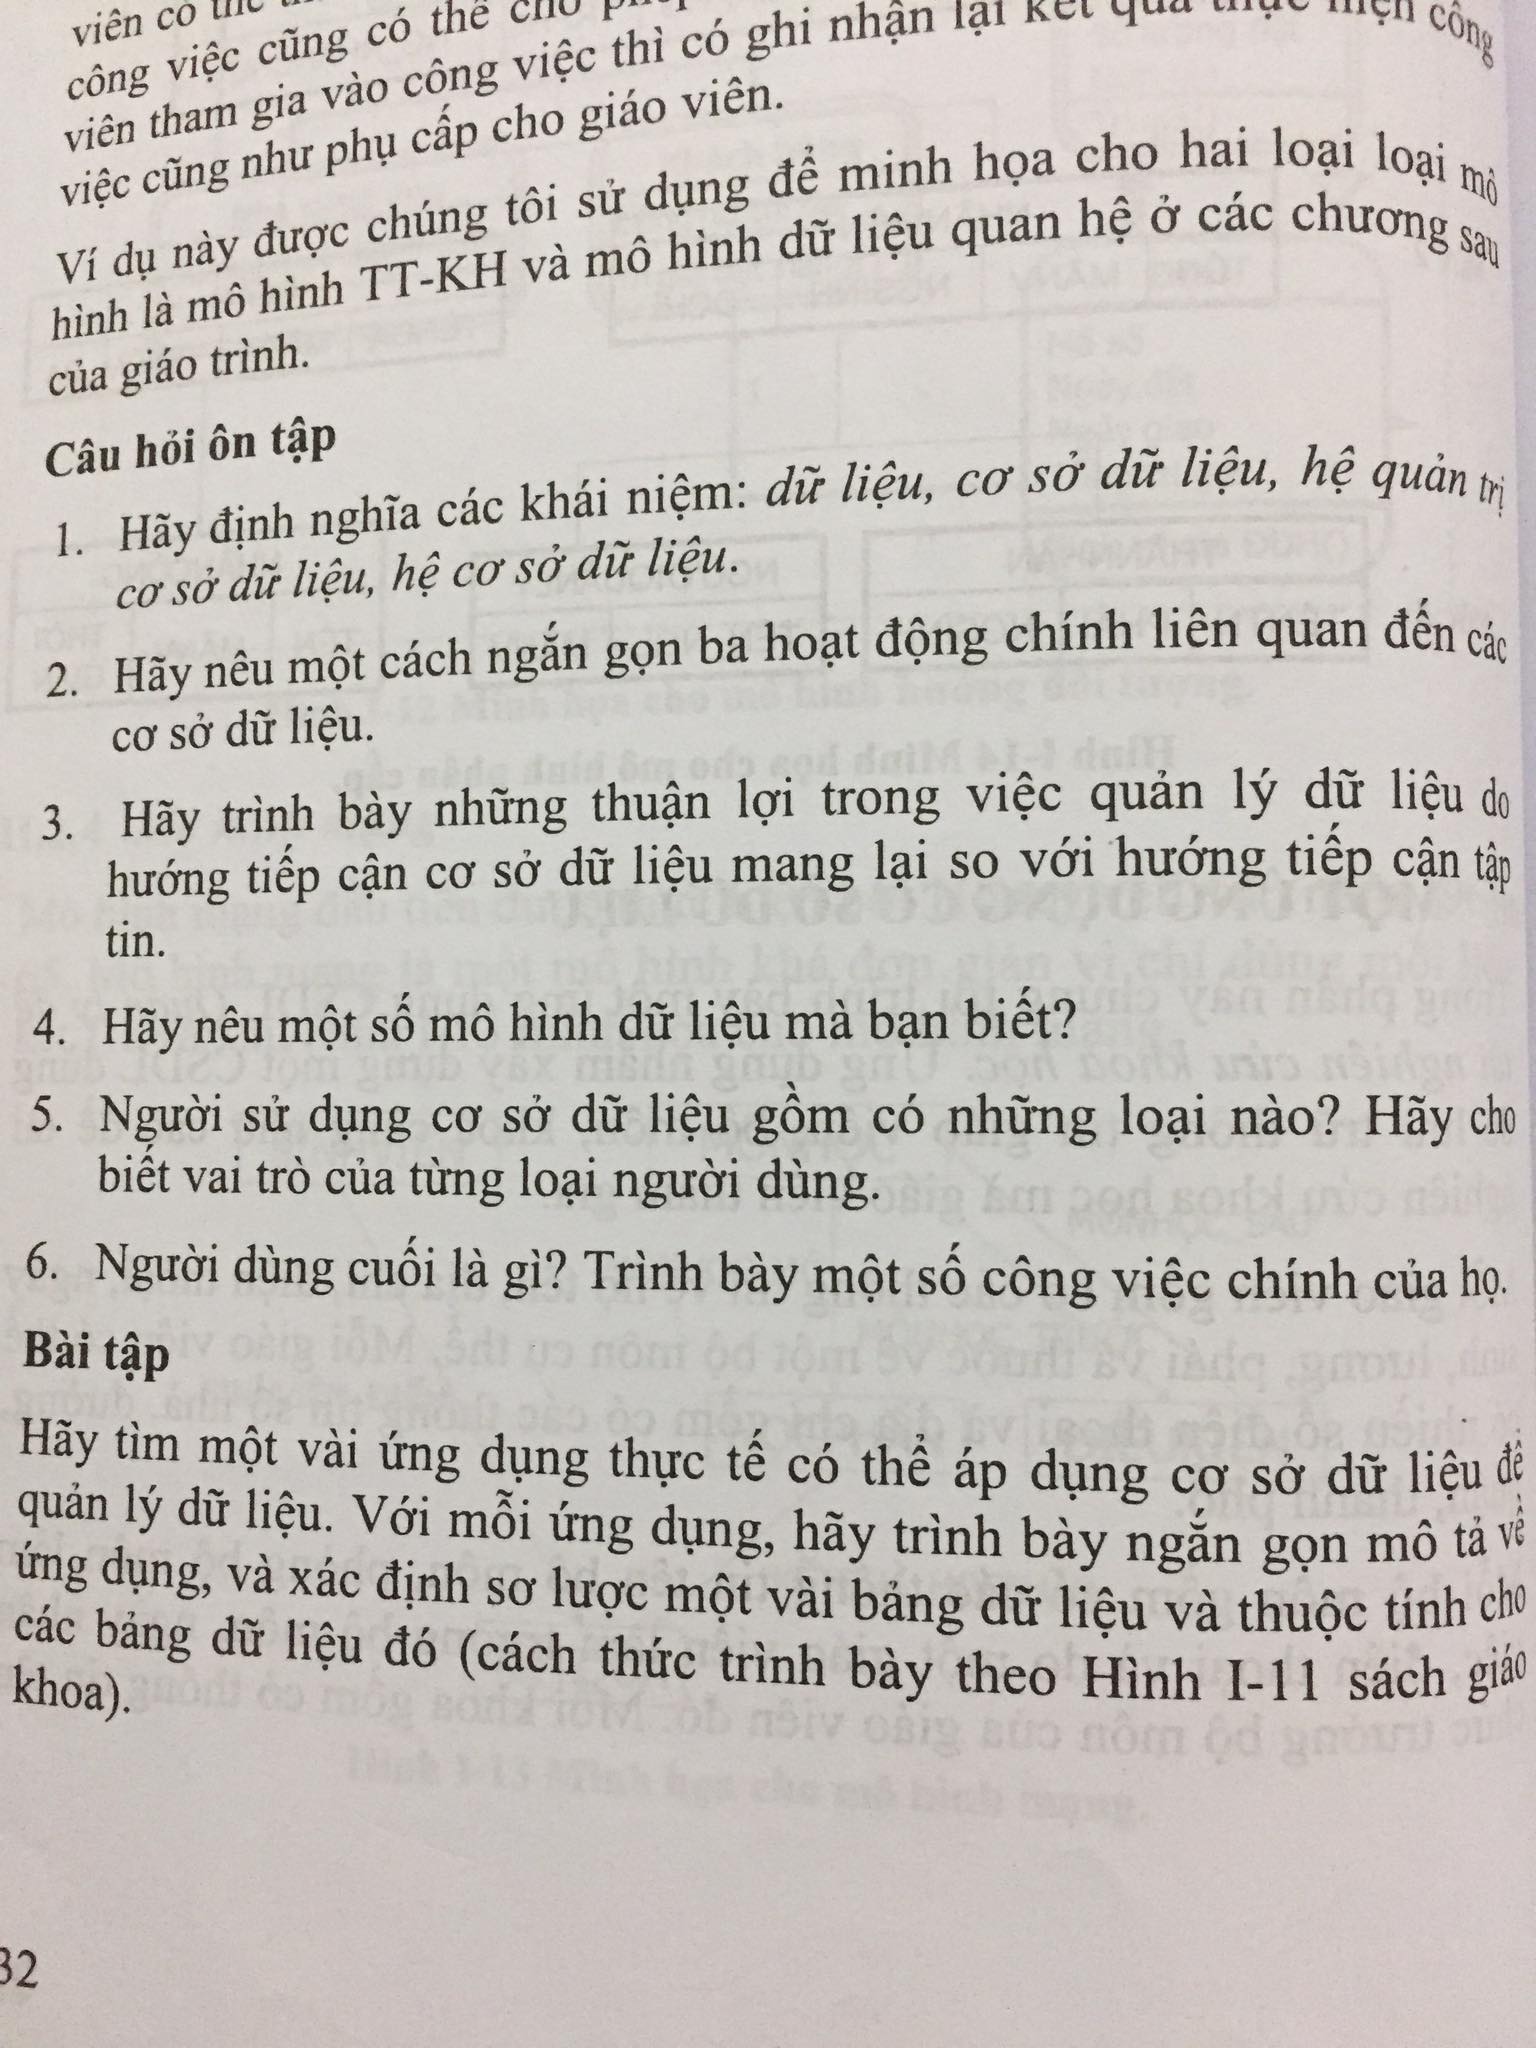 viên có thể
công việc cũng có thể cho
viên tham gia vào công việc thì có ghi nhận lại kết quả thực hiện công
việc cũng như phụ cấp cho giáo viên.
Ví dụ này được chúng tôi sử dụng để minh họa cho hai loại loại mô
hình là mô hình TT-KH và mô hình dữ liệu quan hệ ở các chương sau
của giáo trình.
Câu hỏi ôn tập
1. Hãy định nghĩa các khái niệm: dữ liệu, cơ sở dữ liệu, hệ quản trị
cơ sở dữ liệu, hệ cơ sở dữ liệu.
2. Hãy nêu một cách ngắn gọn ba hoạt động chính liên quan đến các
cơ sở dữ liệu.
3. Hãy trình bày những thuận lợi trong việc quản lý dữ liệu do
hướng tiếp cận cơ sở dữ liệu mang lại so với hướng tiếp cận tập
tin.
4. Hãy nêu một số mô hình dữ liệu mà bạn biết?
5. Người sử dụng cơ sở dữ liệu gồm có những loại nào? Hãy cho
biết vai trò của từng loại người dùng.
6. Người dùng cuối là gì? Trình bày một số công việc chính của họ.
Bài tập
Hãy tìm một vài ứng dụng thực tế có thể áp dụng cơ sở dữ liệu để
quản lý dữ liệu. Với mỗi ứng dụng, hãy trình bày ngắn gọn mô tả về
ứng dụng, và xác định sơ lược một vài bảng dữ liệu và thuộc tính cho
các bảng dữ liệu đó (cách thức trình bày theo Hình I-11 sách giáo
khoa).
32